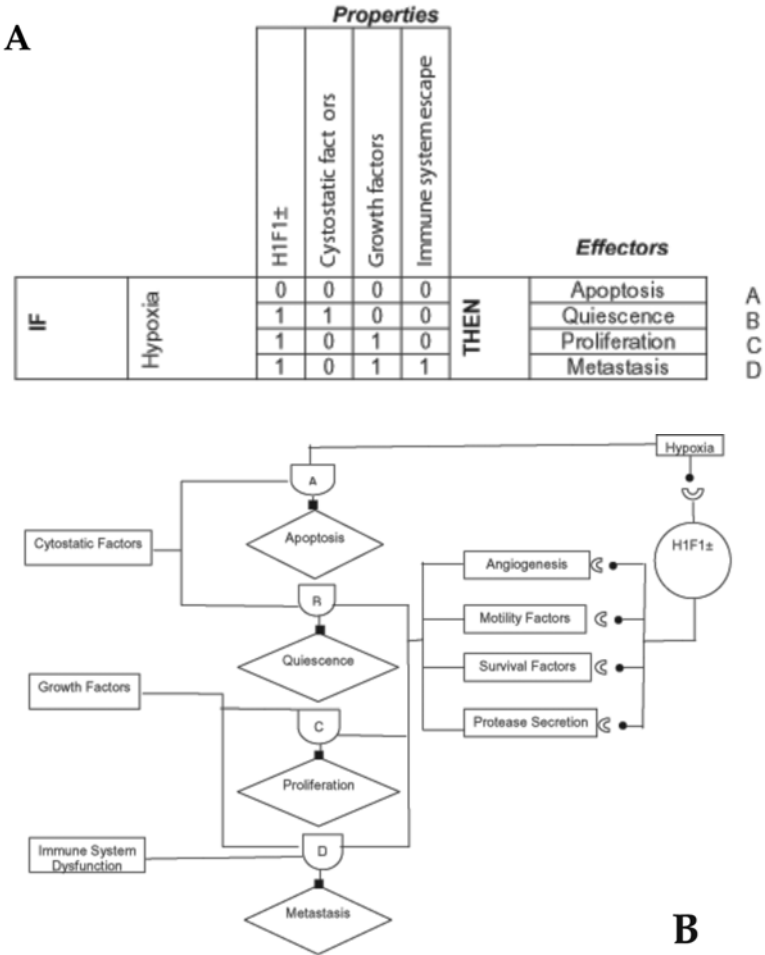 A
Properties
H1F1±
Cystostatic fact ors
Growth factors
Immune system escape
Effectors
IF
Hypoxia
THEN
0 0 0 0 Apoptosis A
1 1 0 0 Quiescence B
1 0 1 0 Proliferation C
1 0 1 1 Metastasis D
Hypoxia
A
Cytostatic Factors
Apoptosis
H1F1±
Angiogenesis
B
Motility Factors
Quiescence
Survival Factors
Growth Factors
C
Protease Secretion
Proliferation
Immune System
Dysfunction
D
Metastasis
B